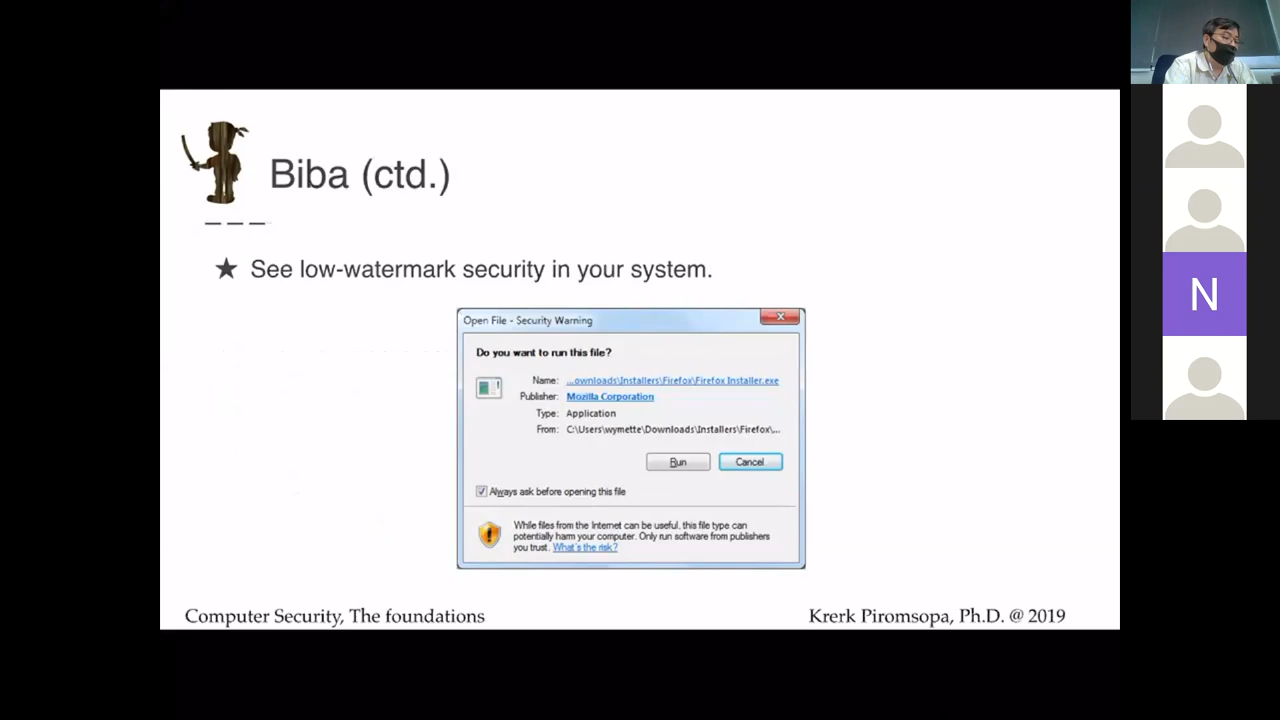 Biba (ctd.)
★ See low-watermark security in your system.
Open File - Security Warning
Do you want to run this file?
Name: ...ownloads\Installers\Firefox\Firefox Installer.exe
Publisher: Mozilla Corporation
Type: Application
From: C:\Users\wymette\Downloads\Installers\Firefox\...
Run Cancel
Always ask before opening this file
While files from the Internet can be useful, this file type can
potentially harm your computer. Only run software from publishers
you trust. What's the risk?
Computer Security, The foundations
Krerk Piromsopa, Ph.D. @ 2019
N